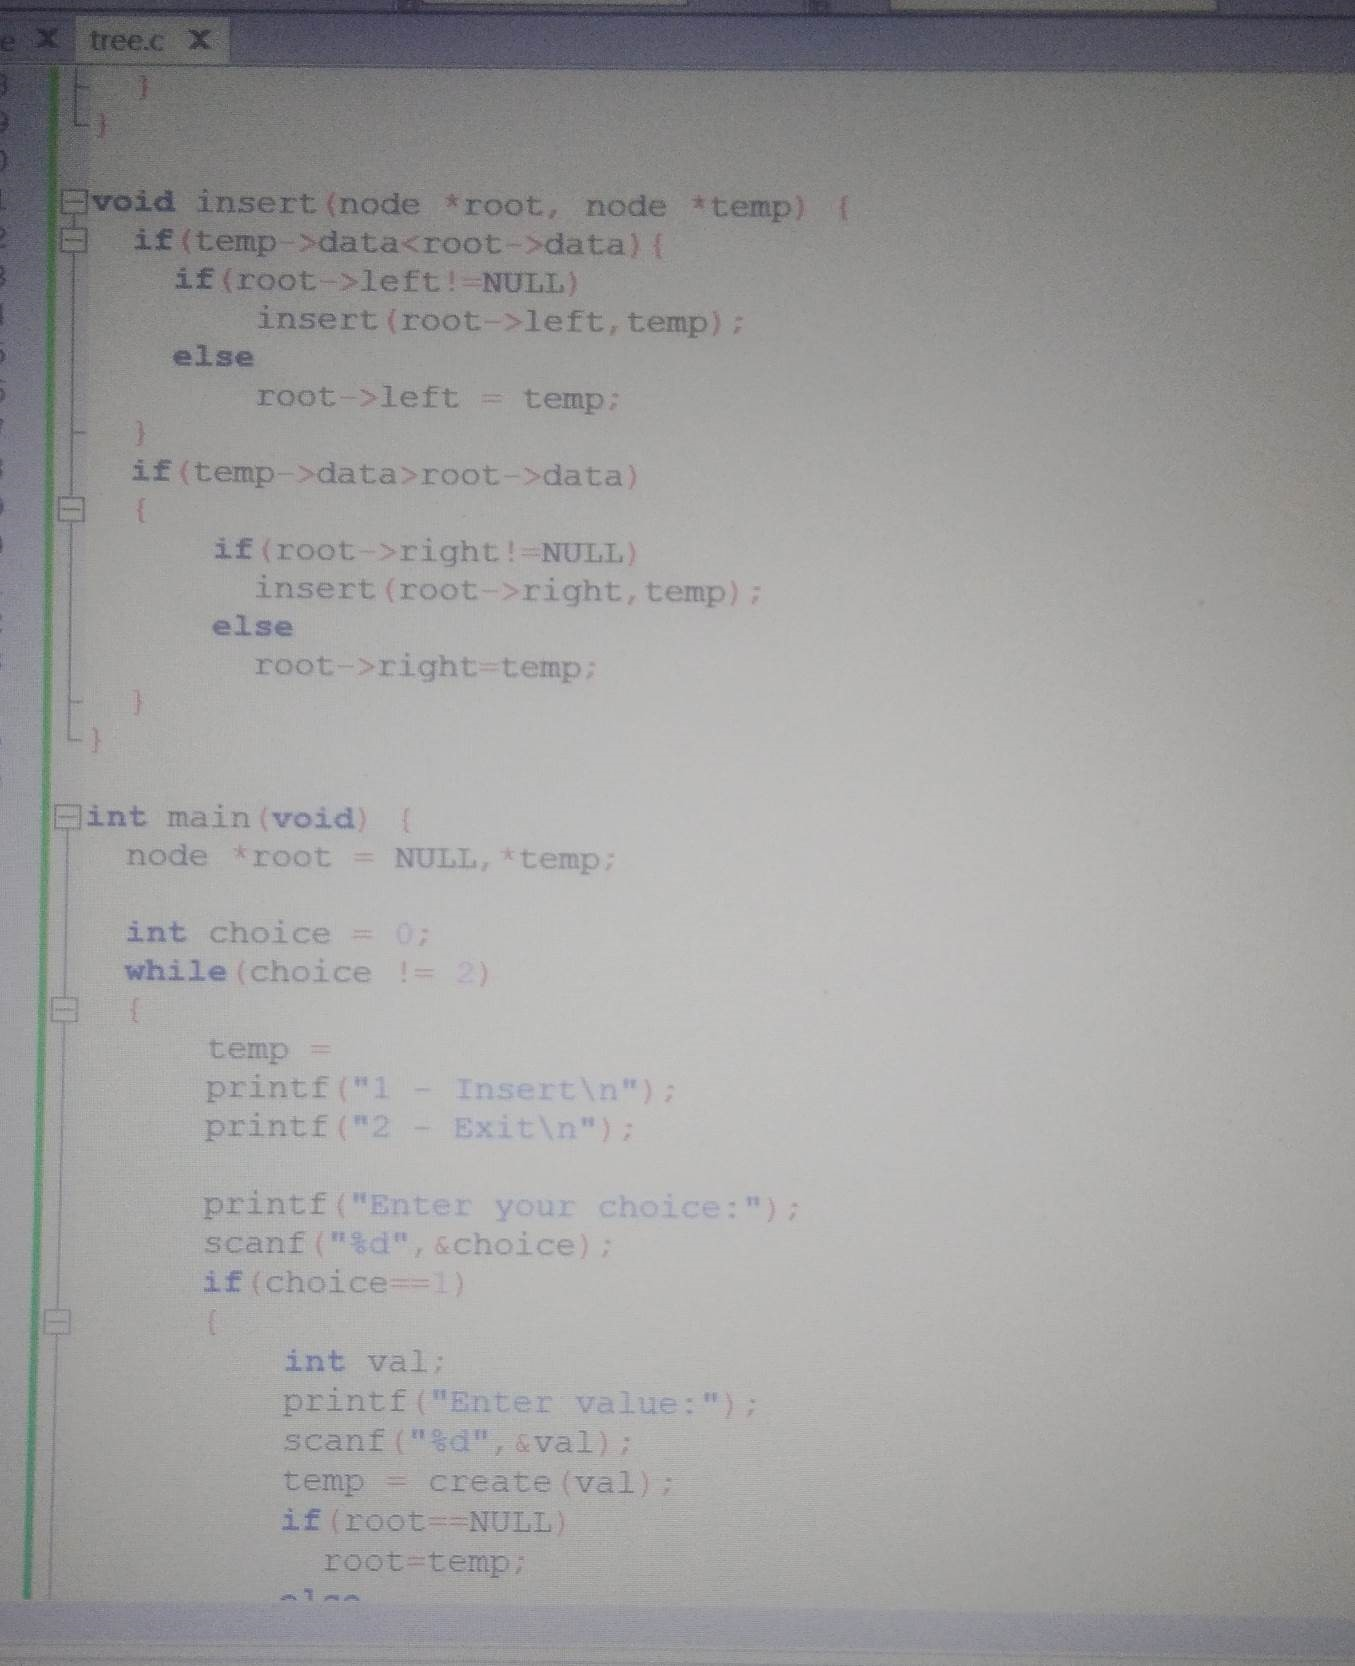 tree.c X
}
}
void insert(node *root, node *temp) {
if(temp->data<root->data){
if(root->left!=NULL)
insert(root->left,temp);
else
root->left = temp;
}
if(temp->data>root->data)
{
if(root->right!=NULL)
insert(root->right,temp);
else
root->right=temp;
}
}
int main(void) {
node *root = NULL,*temp;
int choice = 0;
while(choice != 2)
{
temp =
printf("1 - Insert\n");
printf("2 - Exit\n");
printf("Enter your choice:");
scanf("%d",&choice);
if(choice==1)
{
int val;
printf("Enter value:");
scanf("%d",&val);
temp = create(val);
if(root==NULL)
root=temp;